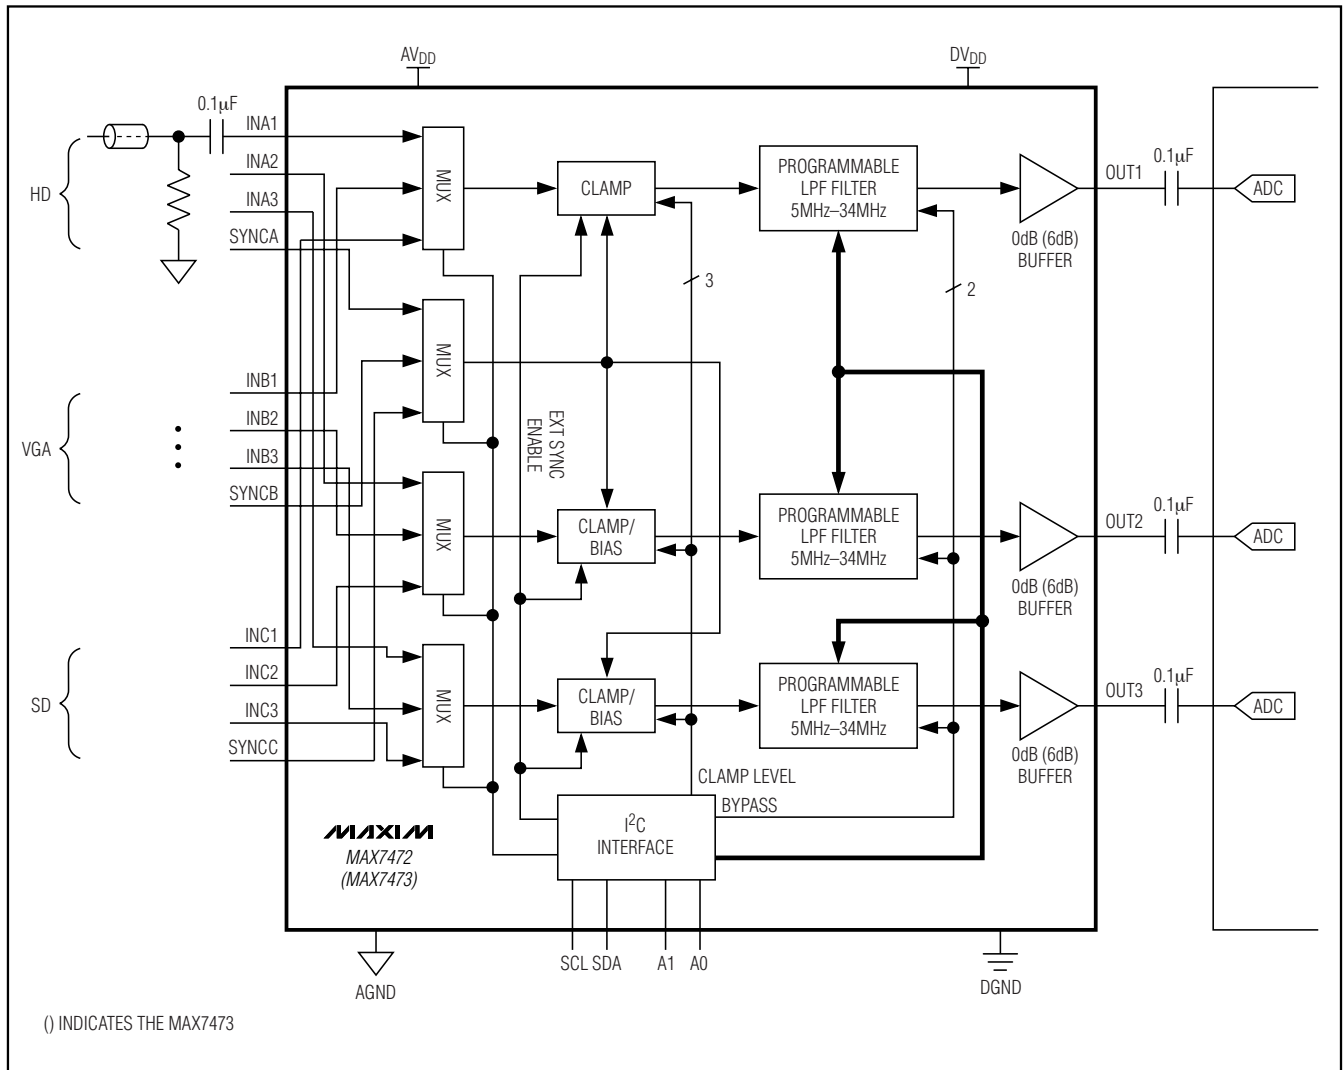 AVDD
DVDD
0.1µF
INA1
INA2
INA3
SYNCA
HD
MUX
CLAMP
PROGRAMMABLE
LPF FILTER
5MHz–34MHz
0dB (6dB)
BUFFER
OUT1
0.1µF
ADC
3
2
MUX
INB1
INB2
INB3
SYNCB
VGA
EXT SYNC
ENABLE
MUX
CLAMP/
BIAS
PROGRAMMABLE
LPF FILTER
5MHz–34MHz
0dB (6dB)
BUFFER
OUT2
0.1µF
ADC
INC1
INC2
INC3
SYNCC
SD
MUX
CLAMP/
BIAS
PROGRAMMABLE
LPF FILTER
5MHz–34MHz
0dB (6dB)
BUFFER
OUT3
0.1µF
ADC
CLAMP LEVEL
BYPASS
I²C
INTERFACE
MAXIM
MAX7472
(MAX7473)
SCL SDA A1 A0
AGND
DGND
() INDICATES THE MAX7473